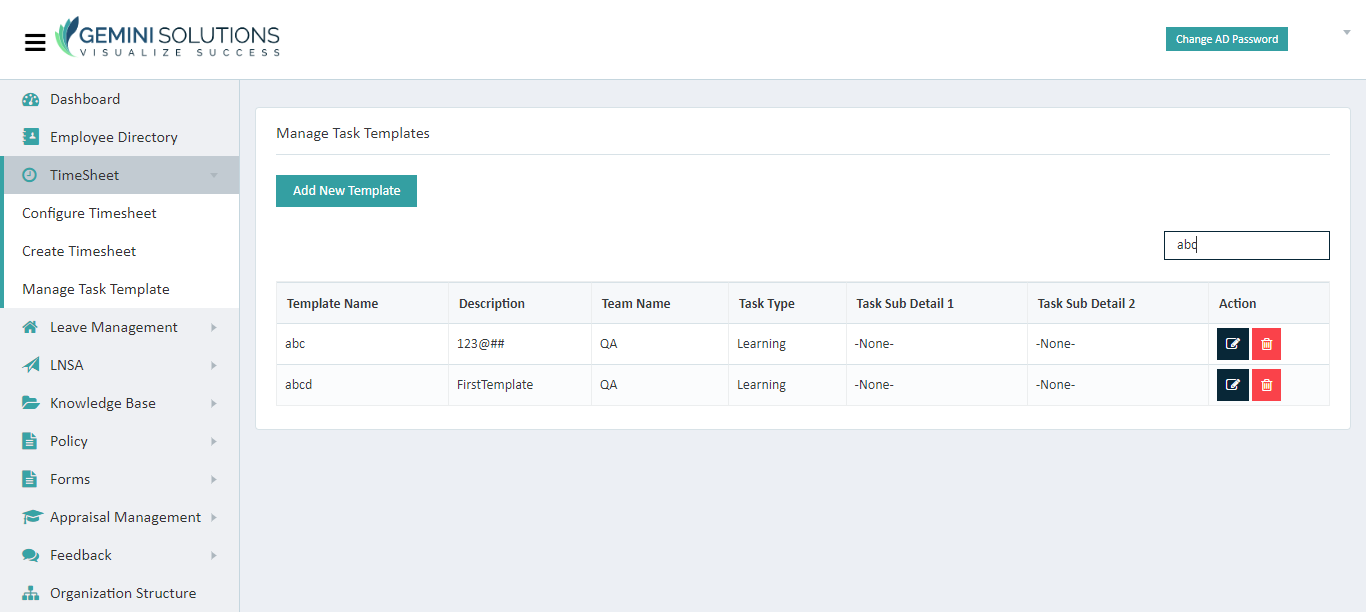 GEMINI SOLUTIONS
VISUALIZE SUCCESS
Change AD Password
Dashboard
Employee Directory
TimeSheet
Configure Timesheet
Create Timesheet
Manage Task Template
Leave Management
LNSA
Knowledge Base
Policy
Forms
Appraisal Management
Feedback
Organization Structure
Manage Task Templates
Add New Template
abc
Template Name Description Team Name Task Type Task Sub Detail 1 Task Sub Detail 2 Action
abc 123@## QA Learning -None- -None-
abcd FirstTemplate QA Learning -None- -None-